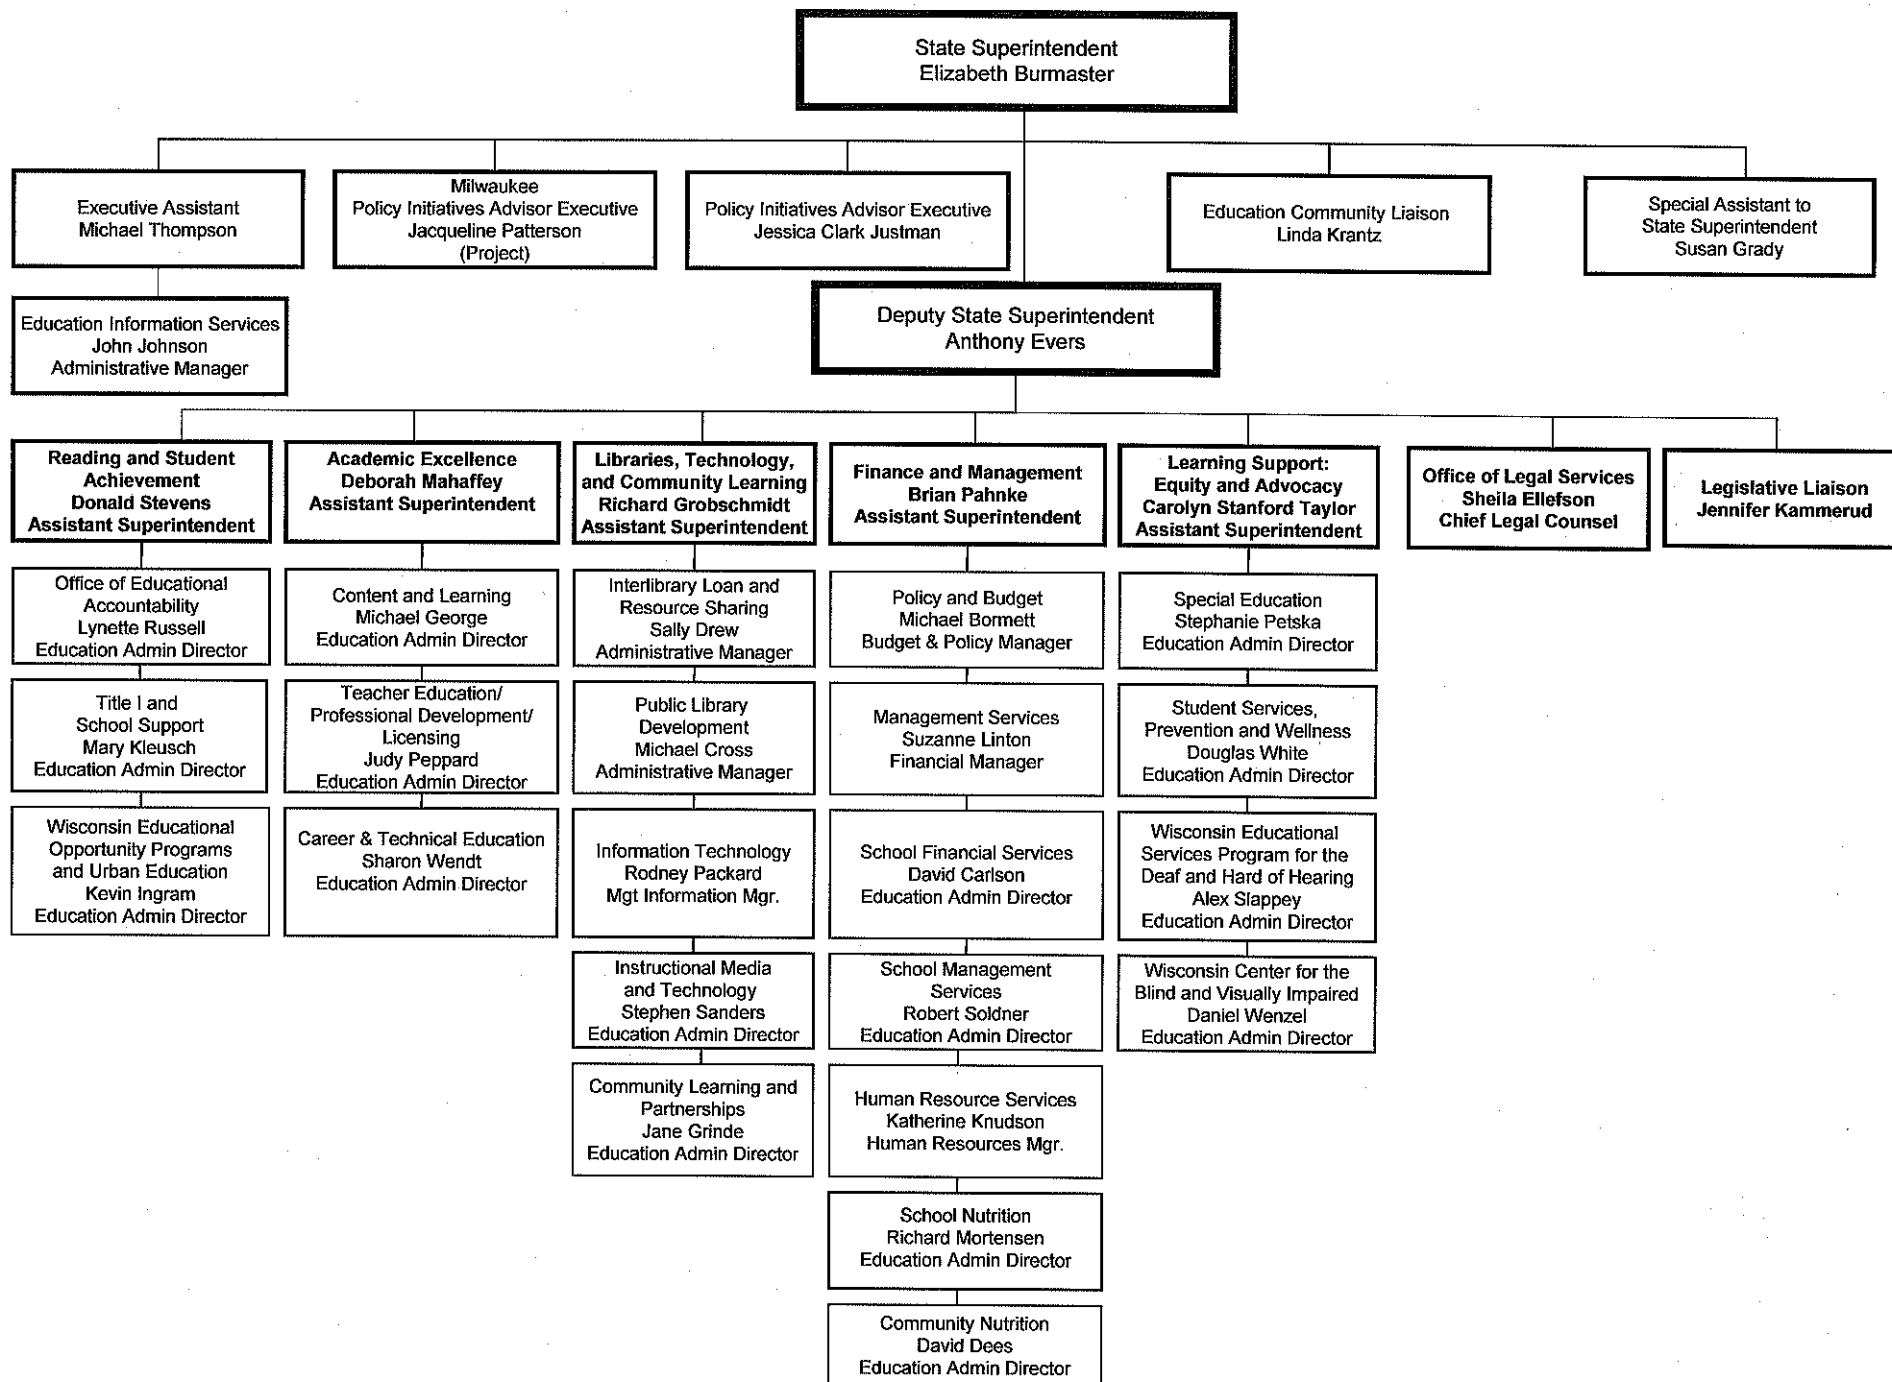 State Superintendent
Elizabeth Burmaster
Executive Assistant
Michael Thompson
Milwaukee
Policy Initiatives Advisor Executive
Jacqueline Patterson
(Project)
Policy Initiatives Advisor Executive
Jessica Clark Justman
Education Community Liaison
Linda Krantz
Special Assistant to
State Superintendent
Susan Grady
Education Information Services
John Johnson
Administrative Manager
Deputy State Superintendent
Anthony Evers
Reading and Student
Achievement
Donald Stevens
Assistant Superintendent
Office of Educational
Accountability
Lynette Russell
Education Admin Director
Title I and
School Support
Mary Kleusch
Education Admin Director
Wisconsin Educational
Opportunity Programs
and Urban Education
Kevin Ingram
Education Admin Director
Academic Excellence
Deborah Mahaffey
Assistant Superintendent
Content and Learning
Michael George
Education Admin Director
Teacher Education/
Professional Development/
Licensing
Judy Peppard
Education Admin Director
Career & Technical Education
Sharon Wendt
Education Admin Director
Libraries, Technology,
and Community Learning
Richard Grobschmidt
Assistant Superintendent
Interlibrary Loan and
Resource Sharing
Sally Drew
Administrative Manager
Public Library
Development
Michael Cross
Administrative Manager
Information Technology
Rodney Packard
Mgt Information Mgr.
Instructional Media
and Technology
Stephen Sanders
Education Admin Director
Community Learning and
Partnerships
Jane Grinde
Education Admin Director
Finance and Management
Brian Pahnke
Assistant Superintendent
Policy and Budget
Michael Bormett
Budget & Policy Manager
Management Services
Suzanne Linton
Financial Manager
School Financial Services
David Carlson
Education Admin Director
School Management
Services
Robert Soldner
Education Admin Director
Human Resource Services
Katherine Knudson
Human Resources Mgr.
School Nutrition
Richard Mortensen
Education Admin Director
Community Nutrition
David Dees
Education Admin Director
Learning Support:
Equity and Advocacy
Carolyn Stanford Taylor
Assistant Superintendent
Special Education
Stephanie Petska
Education Admin Director
Student Services,
Prevention and Wellness
Douglas White
Education Admin Director
Wisconsin Educational
Services Program for the
Deaf and Hard of Hearing
Alex Slappey
Education Admin Director
Wisconsin Center for the
Blind and Visually Impaired
Daniel Wenzel
Education Admin Director
Office of Legal Services
Sheila Ellefson
Chief Legal Counsel
Legislative Liaison
Jennifer Kammerud